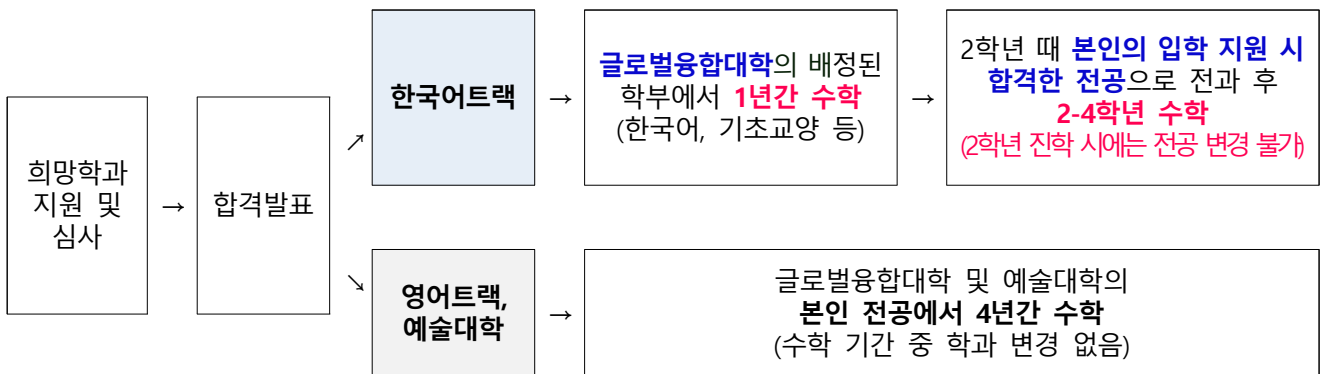 희망학과
지원 및
심사
→
합격발표
↗
한국어트랙
→
글로벌융합대학의 배정된
학부에서 1년간 수학
(한국어, 기초교양 등)
→
2학년 때 본인의 입학 지원 시
합격한 전공으로 전과 후
2-4학년 수학
(2학년 진학 시에는 전공 변경 불가)
↘
영어트랙,
예술대학
→
글로벌융합대학 및 예술대학의
본인 전공에서 4년간 수학
(수학 기간 중 학과 변경 없음)